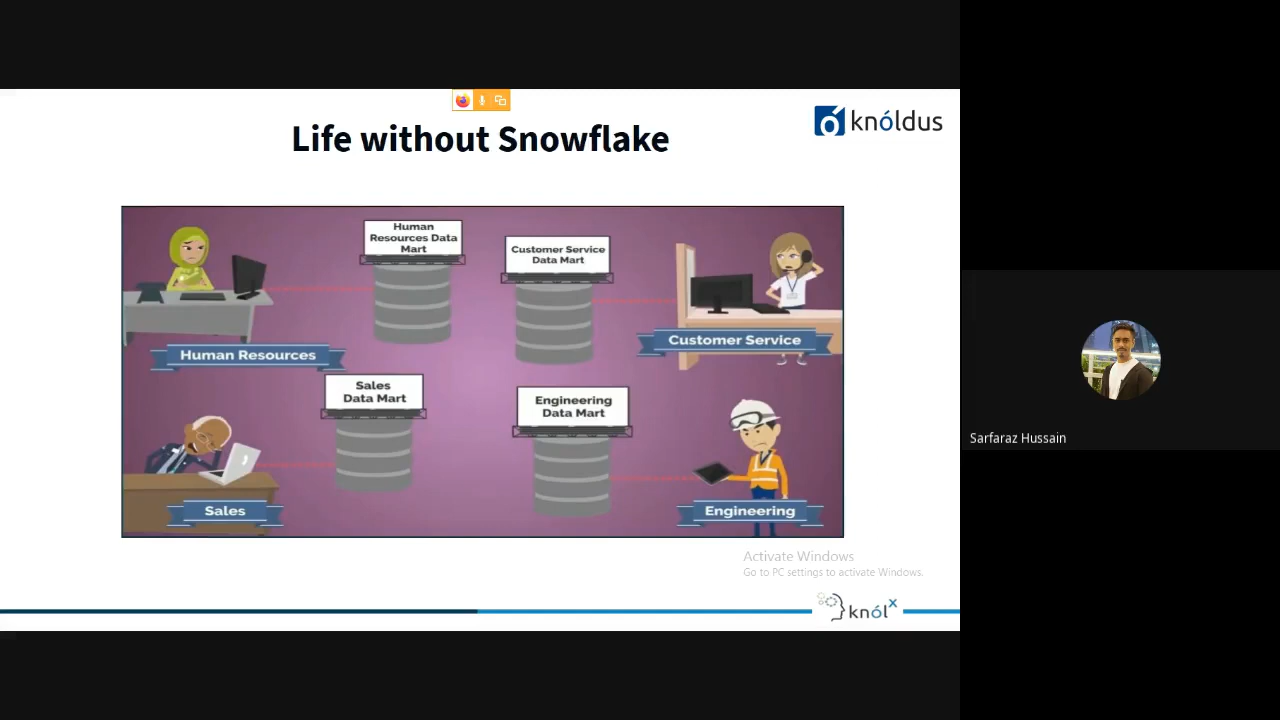 Life without Snowflake
knóldus
Human
Resources Data
Mart
Customer Service
Data Mart
Human Resources
Customer Service
Sales
Data Mart
Engineering
Data Mart
Sales
Engineering
Activate Windows
Go to PC settings to activate Windows.
knólx
Sarfaraz Hussain